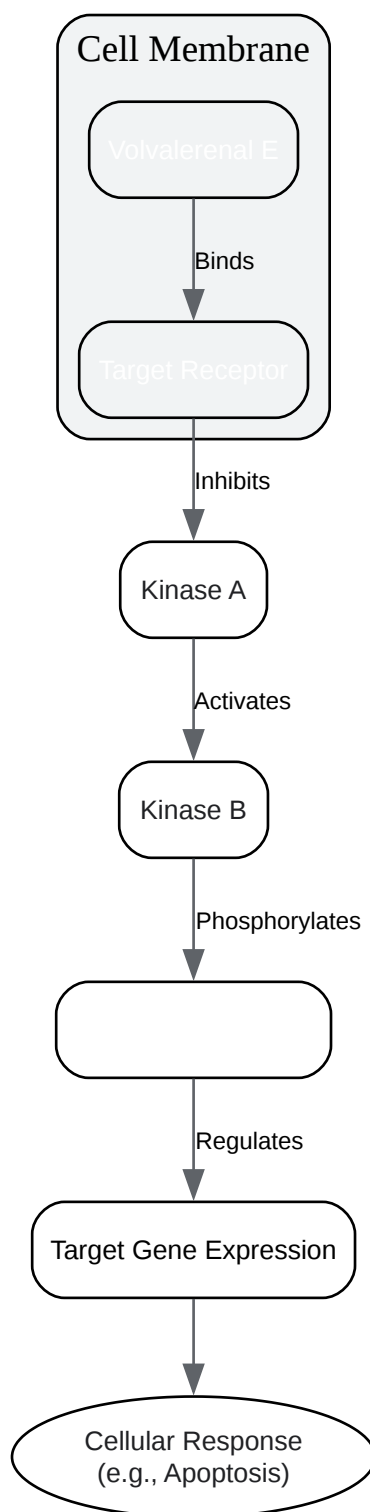 Cell Membrane
Volvalerenal E
Binds
Target Receptor
Inhibits
Kinase A
Activates
Kinase B
Phosphorylates
Regulates
Target Gene Expression
Cellular Response
(e.g., Apoptosis)